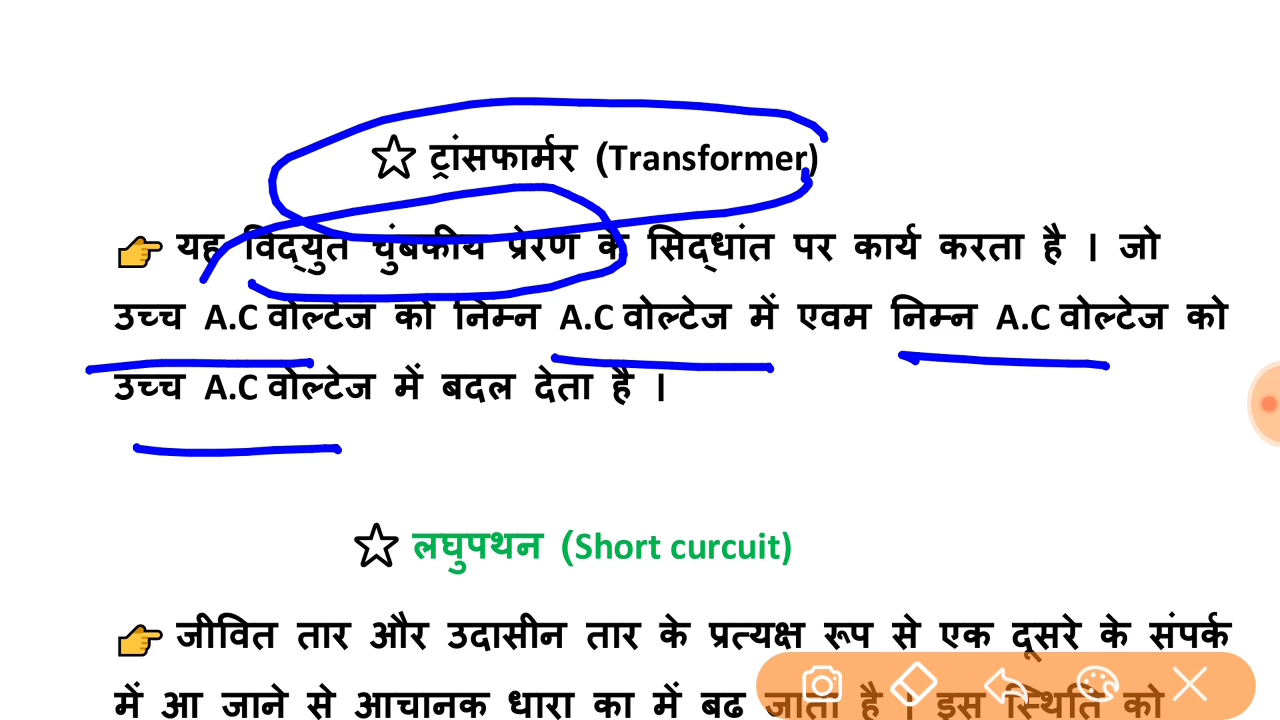 ☆ ट्रांसफार्मर (Transformer)
👉 यह विद्युत चुंबकीय प्रेरण के सिद्धांत पर कार्य करता है । जो
उच्च A.C वोल्टेज को निम्न A.C वोल्टेज में एवम निम्न A.C वोल्टेज को
उच्च A.C वोल्टेज में बदल देता है ।
☆ लघुपथन (Short curcuit)
👉 जीवित तार और उदासीन तार के प्रत्यक्ष रूप से एक दूसरे के संपर्क
में आ जाने से आचानक धारा का में बढ जाता है । इस स्थिति को